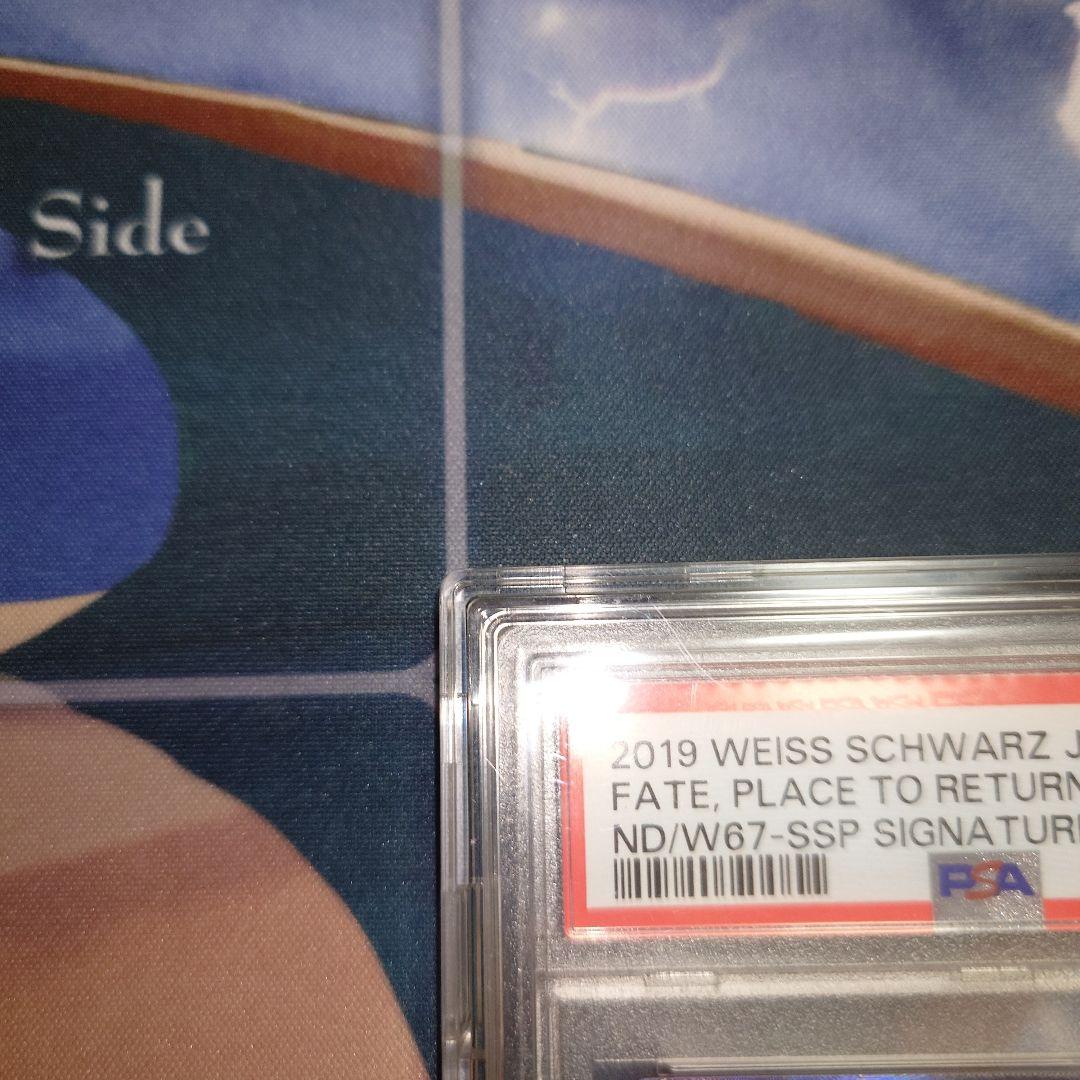 Side
2019 WEISS SCHWARZ J
FATE, PLACE TO RETURN
ND/W67-SSP SIGNATURE
PSA